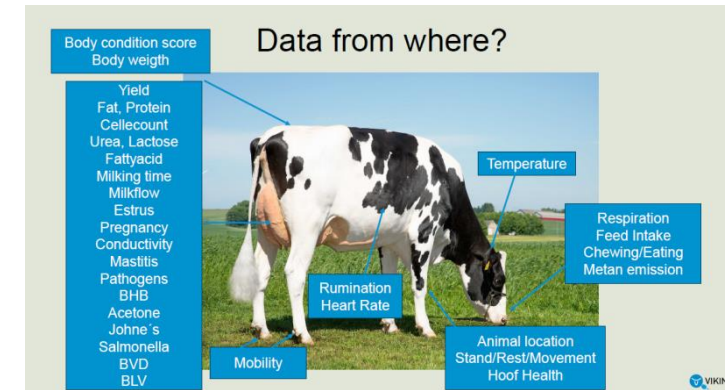 Data from where?
Body condition score
Body weigth
Yield
Fat, Protein
Cellecount
Urea, Lactose
Fattyacid
Milking time
Milkflow
Estrus
Pregnancy
Conductivity
Mastitis
Pathogens
BHB
Acetone
Johne´s
Salmonella
BVD
BLV
Temperature
Respiration
Feed Intake
Chewing/Eating
Metan emission
Rumination
Heart Rate
Animal location
Stand/Rest/Movement
Hoof Health
Mobility